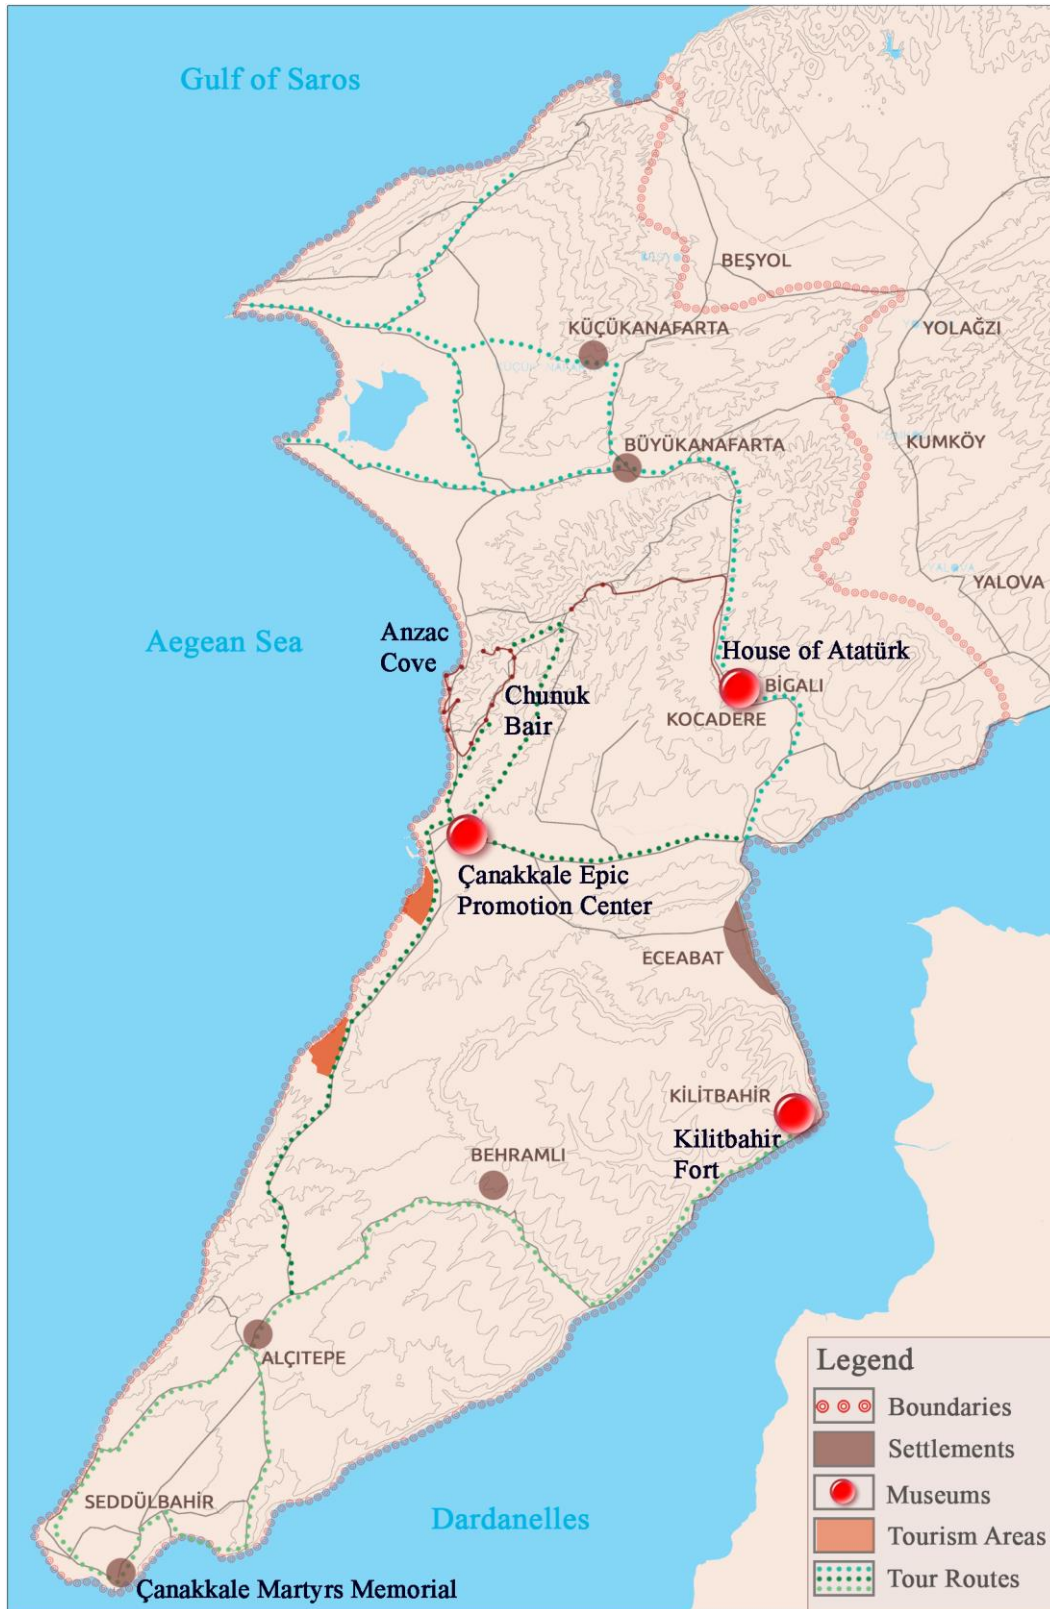 Gulf of Saros
BEŞYOL
KÜÇÜKANAFARTA
YOLAĞZI
BÜYÜKANAFARTA
KUMKÖY
YALOVA
YALOVA
Aegean Sea
Anzac
Cove
House of Atatürk
BİGALI
Chunuk
Bair
KOCADERE
Çanakkale Epic
Promotion Center
ECEABAT
KİLİTBAHİR
Kilitbahir
Fort
BEHRAMLI
ALÇITEPE
SEDDÜLBAHİR
Dardanelles
Çanakkale Martyrs Memorial
Legend
Boundaries
Settlements
Museums
Tourism Areas
Tour Routes